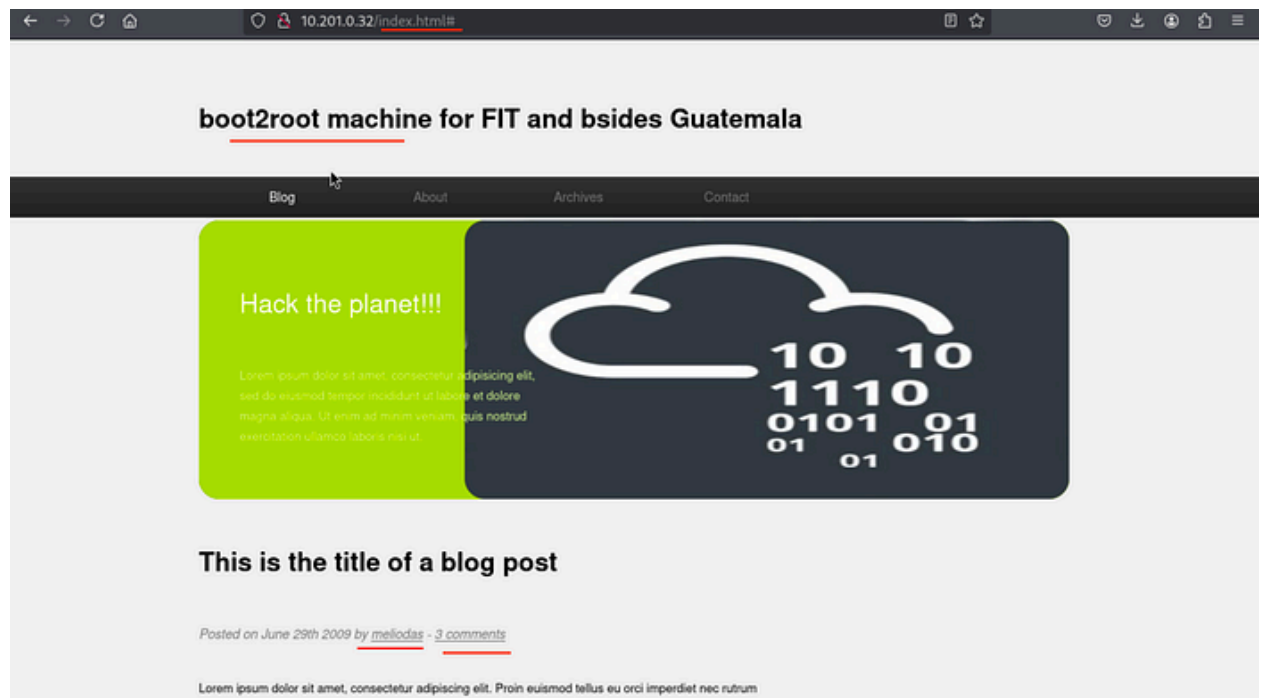 10.201.0.32/index.html#
boot2root machine for FIT and bsides Guatemala
Blog About Archives Contact
Hack the planet!!!
Lorem ipsum dolor sit amet, consectetur adipisicing elit,
sed do eiusmod tempor incididunt ut labore et dolore
magna aliqua. Ut enim ad minim veniam, quis nostrud
exercitation ullamco laboris nisi ut.
10 10
1110
0101 01
01 010
01
This is the title of a blog post
Posted on June 29th 2009 by meliodas - 3 comments
Lorem ipsum dolor sit amet, consectetur adipiscing elit. Proin euismod tellus eu orci imperdiet nec rutrum